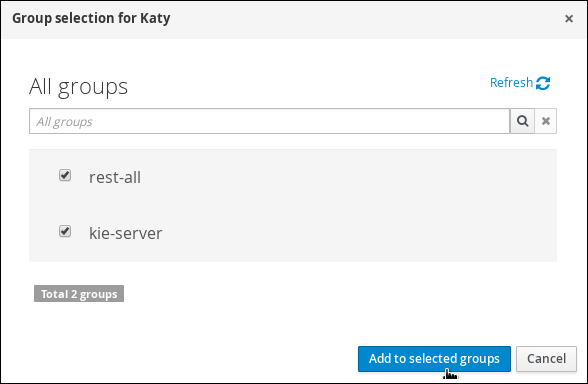 Group selection for Katy
All groups
Refresh
All groups
rest-all
kie-server
Total 2 groups
Add to selected groups
Cancel